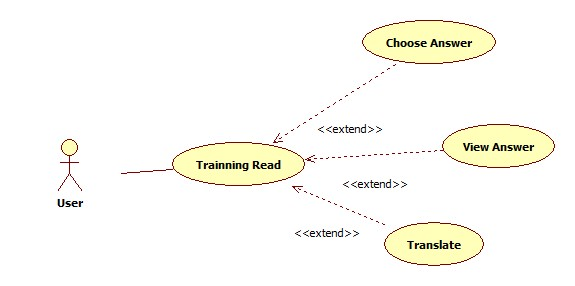 Choose Answer
<<extend>>
View Answer
Trainning Read
<<extend>>
User
<<extend>>
Translate